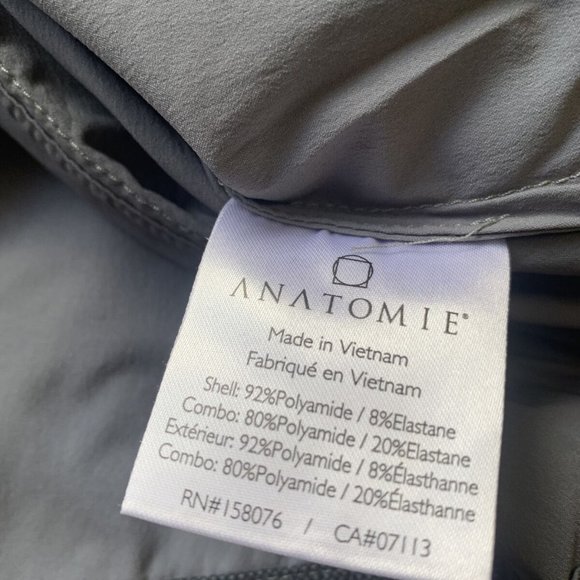 ANATOMIE®
Made in Vietnam
Fabriqué en Vietnam
Shell: 92%Polyamide / 8%Elastane
Combo: 80%Polyamide / 20%Elastane
Extérieur: 92%Polyamide / 8%Élasthanne
Combo: 80%Polyamide / 20%Élasthanne
RN#158076 / CA#07113